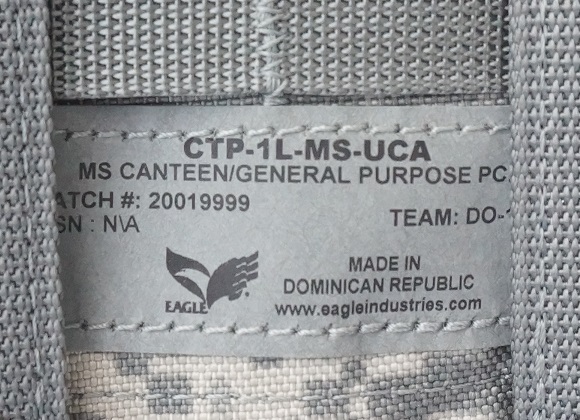 CTP-1L-MS-UCA
MS CANTEEN/GENERAL PURPOSE PC
ATCH #: 20019999
SN : N\A
TEAM: DO-
EAGLE
MADE IN
DOMINICAN REPUBLIC
www.eagleindustries.com